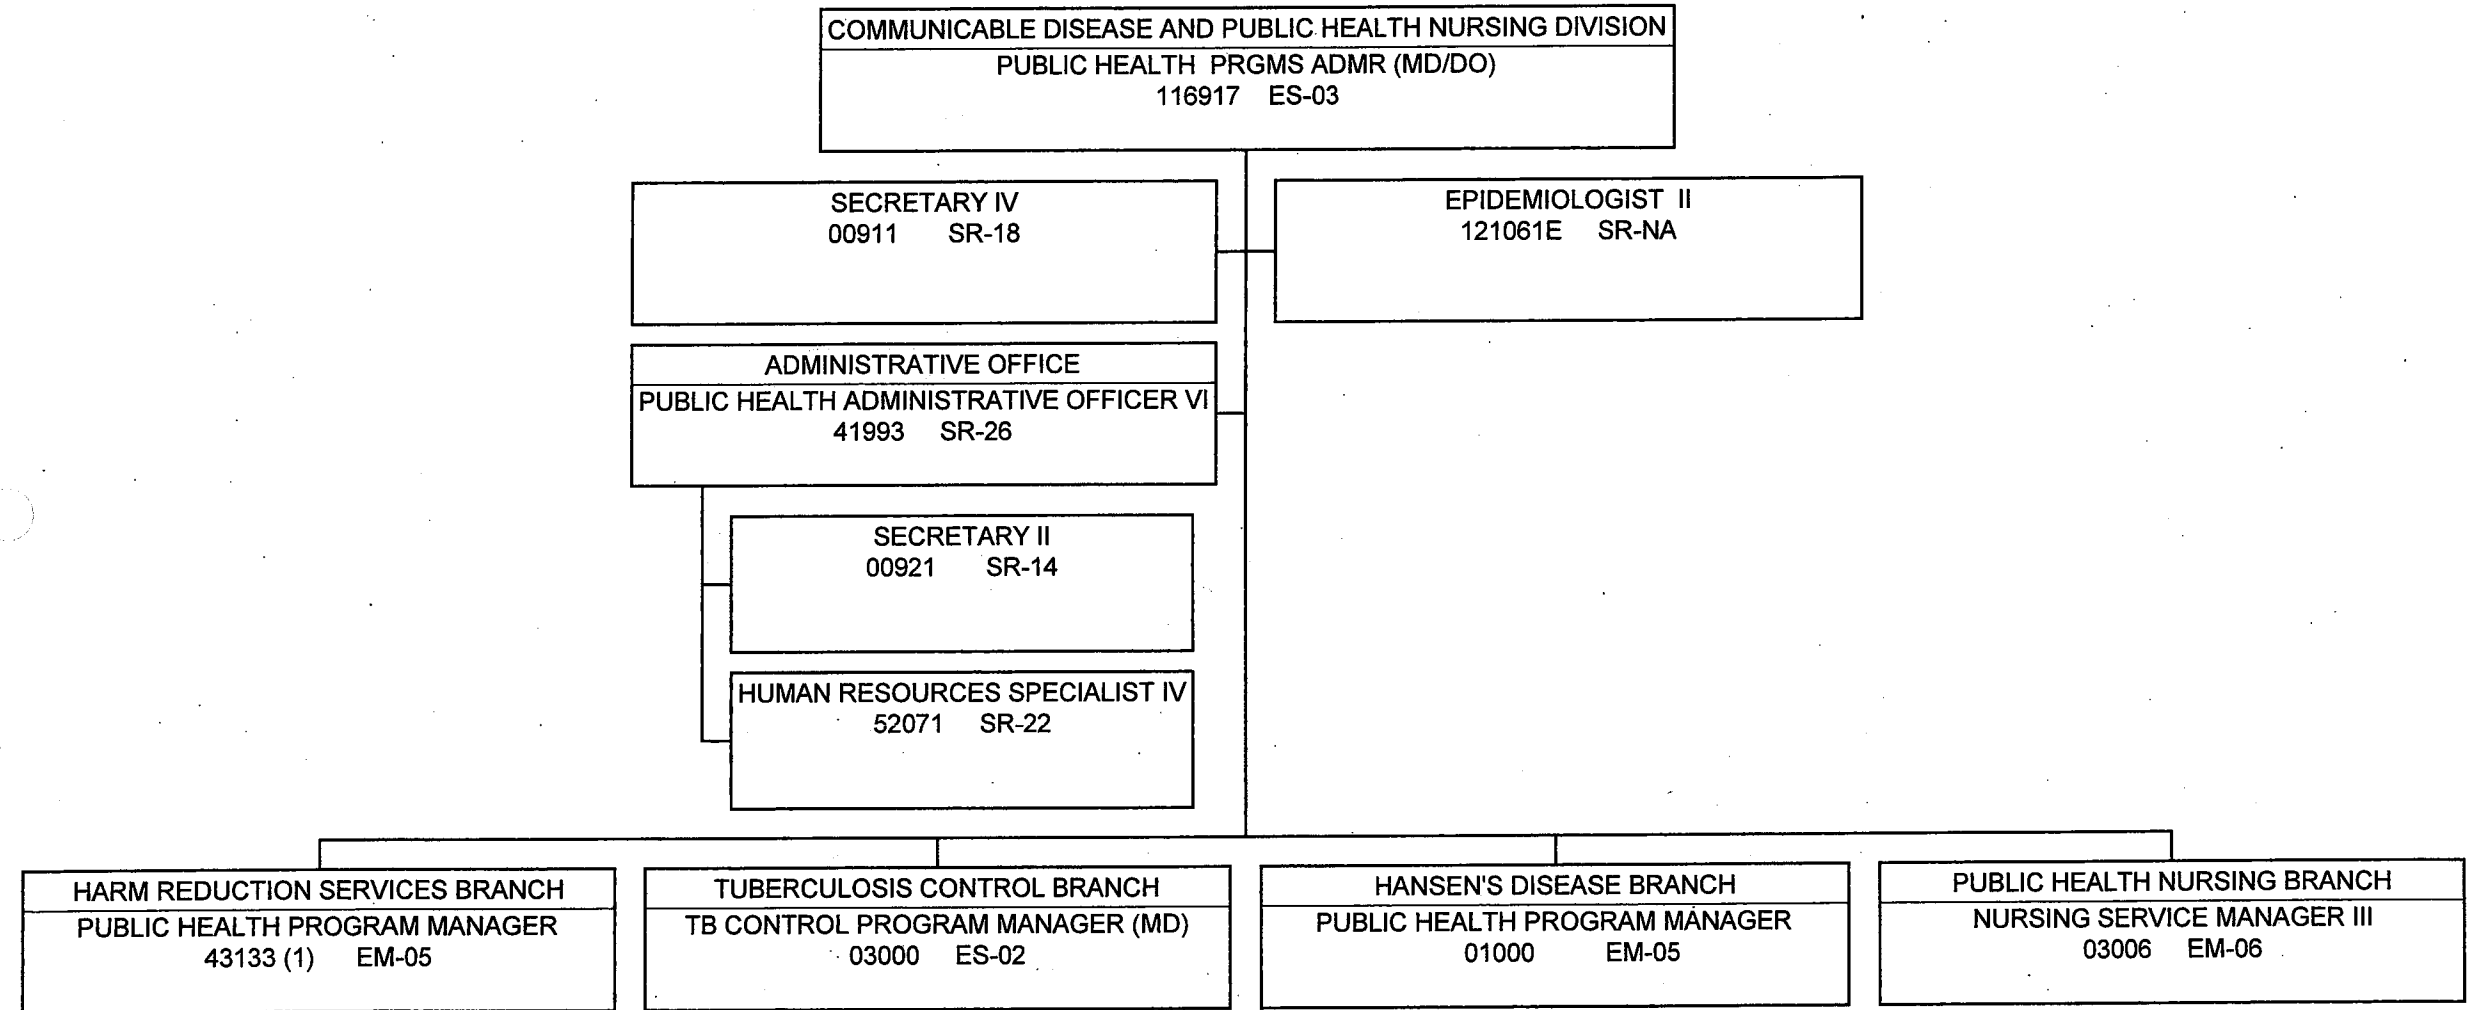 COMMUNICABLE DISEASE AND PUBLIC HEALTH NURSING DIVISION
PUBLIC HEALTH PRGMS ADMR (MD/DO)
116917 ES-03
SECRETARY IV
00911 SR-18
EPIDEMIOLOGIST II
121061E SR-NA
ADMINISTRATIVE OFFICE
PUBLIC HEALTH ADMINISTRATIVE OFFICER VI
41993 SR-26
SECRETARY II
00921 SR-14
HUMAN RESOURCES SPECIALIST IV
52071 SR-22
HARM REDUCTION SERVICES BRANCH
PUBLIC HEALTH PROGRAM MANAGER
43133 (1) EM-05
TUBERCULOSIS CONTROL BRANCH
TB CONTROL PROGRAM MANAGER (MD)
03000 ES-02
HANSEN'S DISEASE BRANCH
PUBLIC HEALTH PROGRAM MANAGER
01000 EM-05
PUBLIC HEALTH NURSING BRANCH
NURSING SERVICE MANAGER III
03006 EM-06